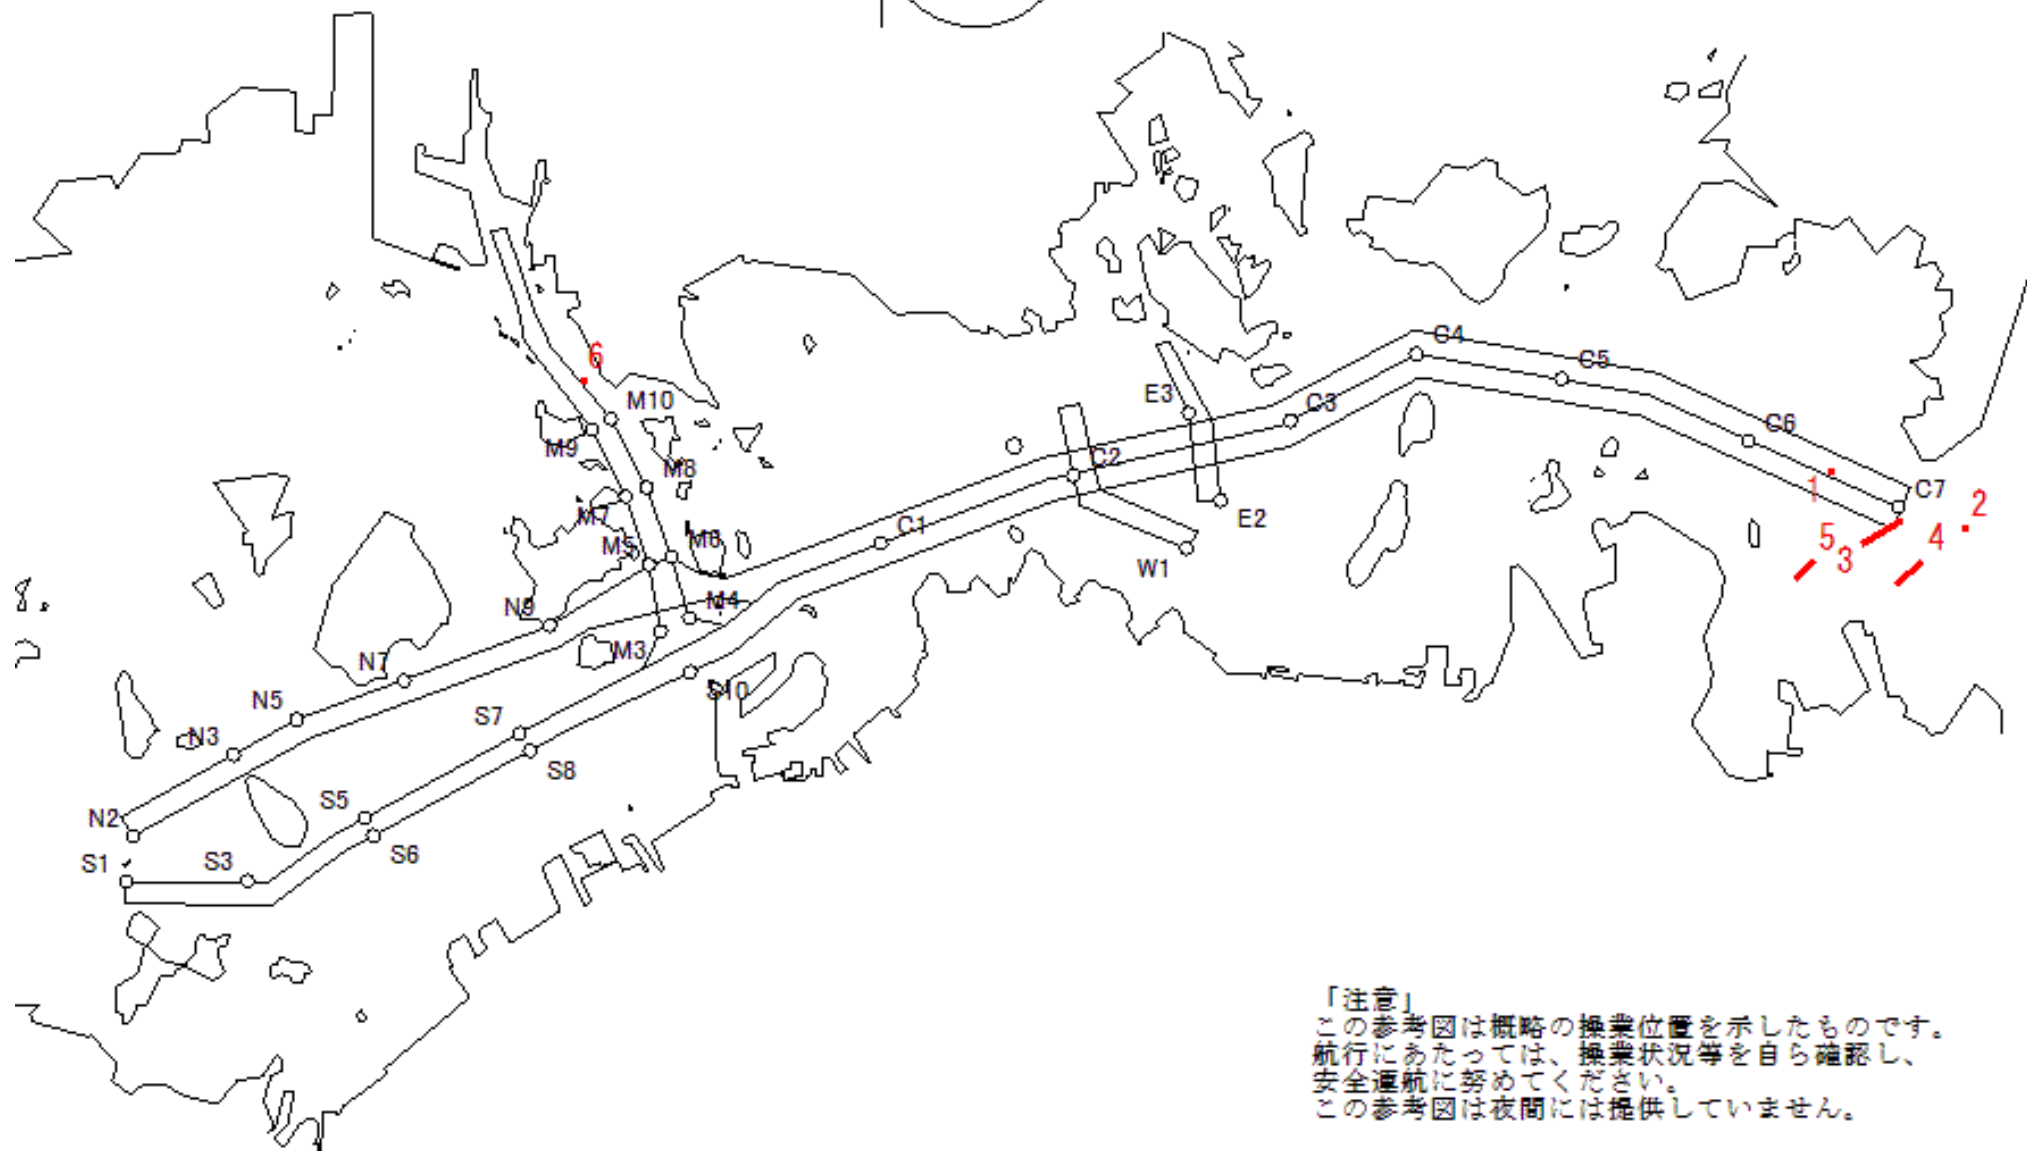 6
M10
M9
M8
M7
M5
M6
M4
M3
N9
N7
N5
N3
N2
S1
S3
S5
S6
S7
S8
S10
C1
C2
C3
C4
C5
C6
C7
E3
E2
W1
1
2
5
3
4
「注意」
この参考図は概略の操業位置を示したものです。
航行にあたっては、操業状況等を自ら確認し、
安全運航に努めてください。
この参考図は夜間には提供していません。